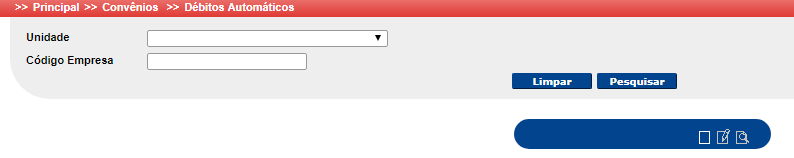 >> Principal >> Convênios >> Débitos Automáticos
Unidade
Código Empresa
Limpar Pesquisar